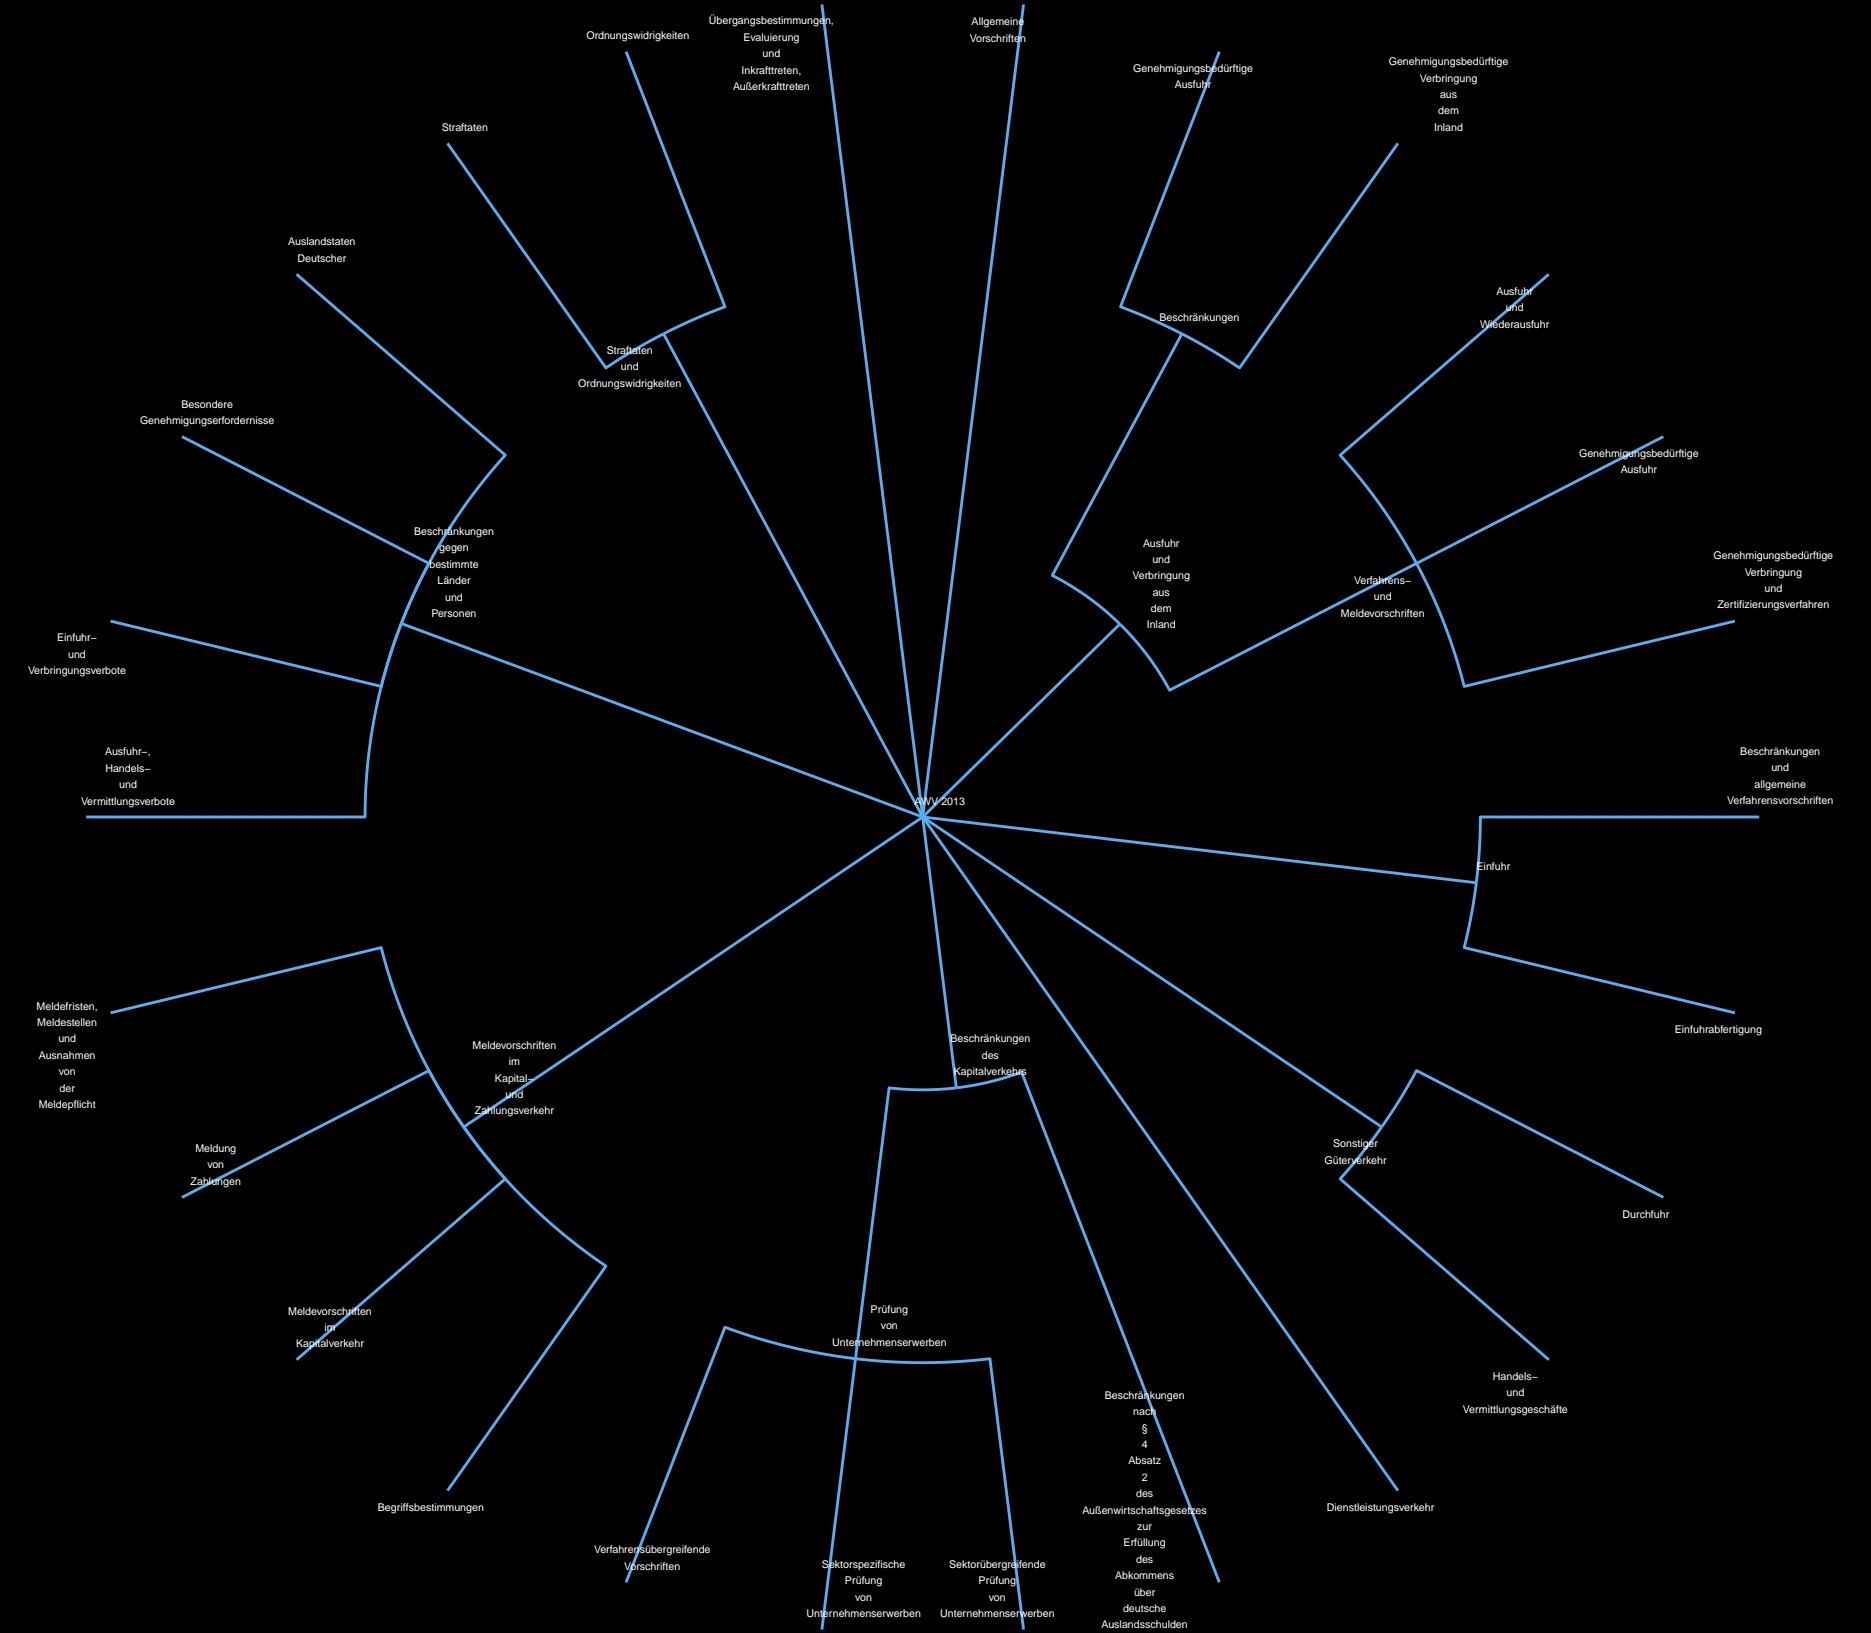 Übergangsbestimmungen,
Evaluierung
und
Inkrafttreten,
Außerkrafttreten
Allgemeine
Vorschriften
Ordnungswidrigkeiten
Genehmigungsbedürftige
Ausfuhr
Genehmigungsbedürftige
Verbringung
aus
dem
Inland
Straftaten
Auslandstaten
Deutscher
Ausfuhr
und
Wiederausfuhr
Beschränkungen
Straftaten
und
Ordnungswidrigkeiten
Besondere
Genehmigungserfordernisse
Genehmigungsbedürftige
Ausfuhr
Beschränkungen
gegen
bestimmte
Länder
und
Personen
Ausfuhr
und
Verbringung
aus
dem
Inland
Verfahrens–
und
Meldevorschriften
Genehmigungsbedürftige
Verbringung
und
Zertifizierungsverfahren
Einfuhr–
und
Verbringungsverbote
Ausfuhr–,
Handels–
und
Vermittlungsverbote
AWV 2013
Beschränkungen
und
allgemeine
Verfahrensvorschriften
Einfuhr
Meldefristen,
Meldestellen
und
Ausnahmen
von
der
Meldepflicht
Meldevorschriften
im
Kapital–
und
Zahlungsverkehr
Beschränkungen
des
Kapitalverkehrs
Einfuhrabfertigung
Meldung
von
Zahlungen
Sonstiger
Güterverkehr
Durchfuhr
Meldevorschriften
im
Kapitalverkehr
Prüfung
von
Unternehmenserwerben
Handels–
und
Vermittlungsgeschäfte
Begriffsbestimmungen
Beschränkungen
nach
§
4
Absatz
2
des
Außenwirtschaftsgesetzes
zur
Erfüllung
des
Abkommens
über
deutsche
Auslandsschulden
Dienstleistungsverkehr
Verfahrensübergreifende
Vorschriften
Sektorspezifische
Prüfung
von
Unternehmenserwerben
Sektorübergreifende
Prüfung
von
Unternehmenserwerben